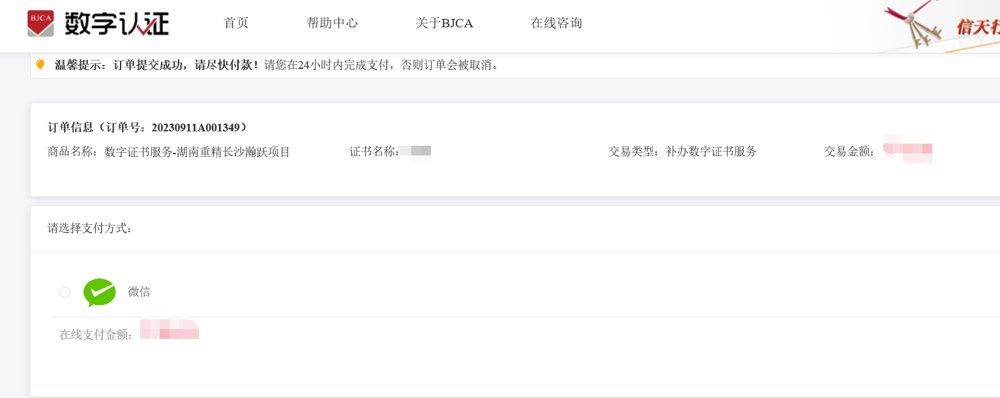 BJCA 数字认证 首页 帮助中心 关于BJCA 在线咨询 信天行
温馨提示：订单提交成功，请尽快付款！请您在24小时内完成支付，否则订单会被取消。
订单信息（订单号：20230911A001349）
商品名称：数字证书服务-湖南重精长沙瀚跃项目 证书名称： 交易类型：补办数字证书服务 交易金额：
请选择支付方式：
微信
在线支付金额：